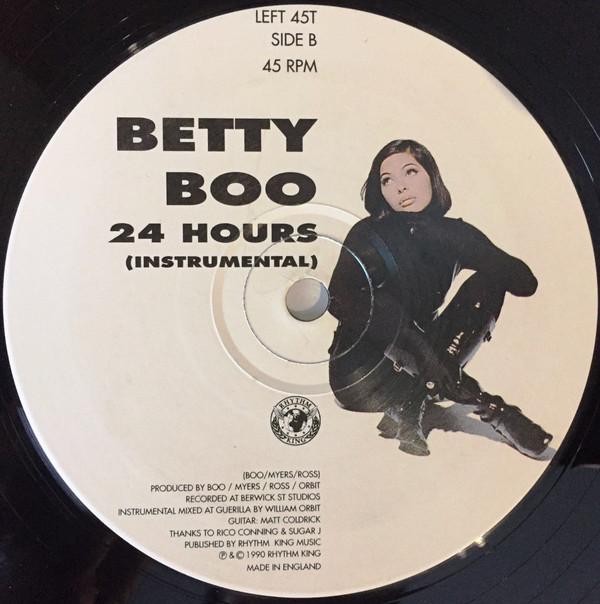 LEFT 45T
SIDE B
45 RPM
BETTY
BOO
24 HOURS
(INSTRUMENTAL)
RHYTHM
KING
(BOO/MYERS/ROSS)
PRODUCED BY BOO / MYERS / ROSS / ORBIT
RECORDED AT BERWICK ST STUDIOS
INSTRUMENTAL MIXED AT GUERILLA BY WILLIAM ORBIT
GUITAR: MATT COLDRICK
THANKS TO RICO CONNING & SUGAR J
PUBLISHED BY RHYTHM KING MUSIC
℗ & © 1990 RHYTHM KING
MADE IN ENGLAND